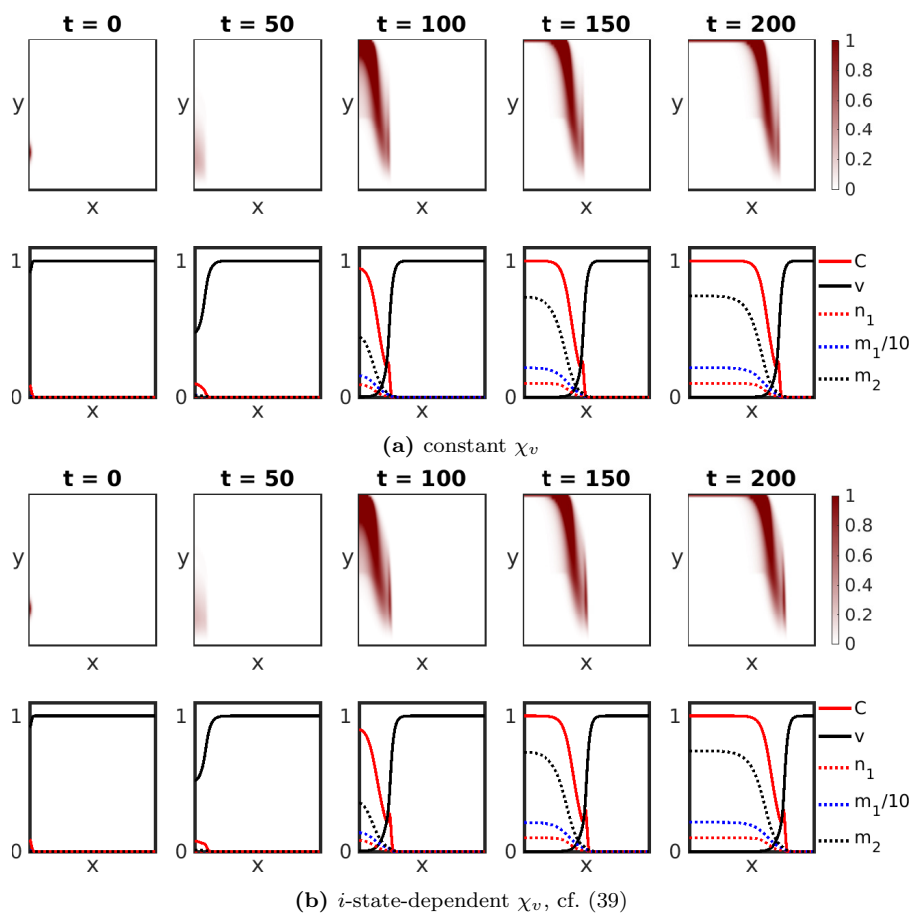 t = 0 t = 50 t = 100 t = 150 t = 200
y y y y y
1
0.8
0.6
0.4
0.2
0
x x x x x
1 1 1 1 1
0 0 0 0 0
x x x x x
C
v
n₁
m₁/10
m₂
(a) constant χᵥ
t = 0 t = 50 t = 100 t = 150 t = 200
y y y y y
1
0.8
0.6
0.4
0.2
0
x x x x x
1 1 1 1 1
0 0 0 0 0
x x x x x
C
v
n₁
m₁/10
m₂
(b) i-state-dependent χᵥ, cf. (39)